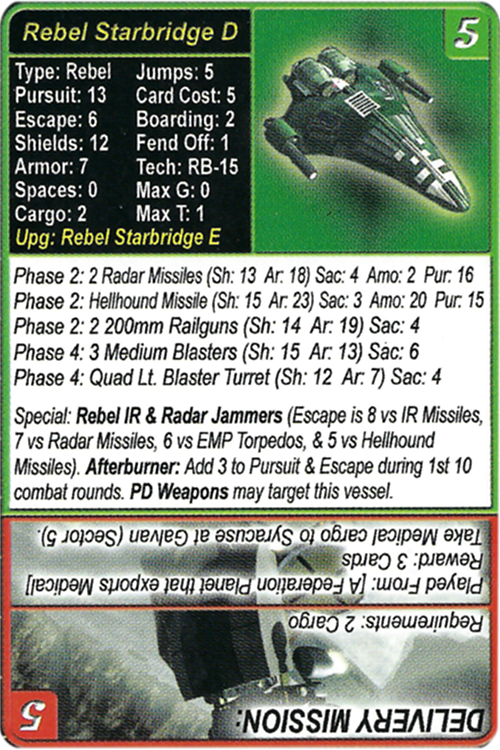 Rebel Starbridge D
5
Type: Rebel Jumps: 5
Pursuit: 13 Card Cost: 5
Escape: 6 Boarding: 2
Shields: 12 Fend Off: 1
Armor: 7 Tech: RB-15
Spaces: 0 Max G: 0
Cargo: 2 Max T: 1
Upg: Rebel Starbridge E
Phase 2: 2 Radar Missiles (Sh: 13 Ar: 18) Sac: 4 Amo: 2 Pur: 16
Phase 2: Hellhound Missile (Sh: 15 Ar: 23) Sac: 3 Amo: 20 Pur: 15
Phase 2: 2 200mm Railguns (Sh: 14 Ar: 19) Sac: 4
Phase 4: 3 Medium Blasters (Sh: 15 Ar: 13) Sac: 6
Phase 4: Quad Lt. Blaster Turret (Sh: 12 Ar: 7) Sac: 4
Special: Rebel IR & Radar Jammers (Escape is 8 vs IR Missiles,
7 vs Radar Missiles, 6 vs EMP Torpedos, & 5 vs Hellhound
Missiles). Afterburner: Add 3 to Pursuit & Escape during 1st 10
combat rounds. PD Weapons may target this vessel.
DELIVERY MISSION:
5
Requirements: 2 Cargo
Played From: [A Federation Planet that exports Medical]
Reward: 3 Cards
Take Medical cargo to Syracuse at Galvan (Sector 5).